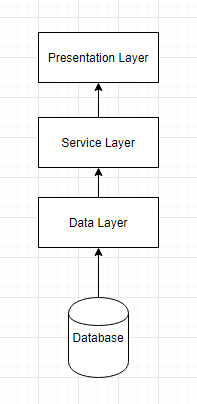 Presentation Layer
Service Layer
Data Layer
Database